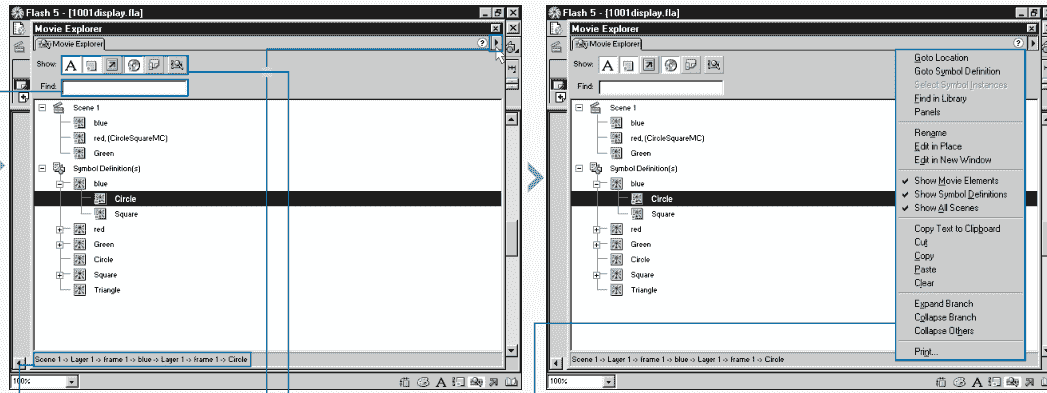 Flash 5 - [1001display.fla]
Movie Explorer
Movie Explorer
Show:
Find:
Scene 1
blue
red, (CircleSquareMC)
Green
Symbol Definition(s)
blue
Circle
Square
red
Green
Circle
Square
Triangle
Scene 1 -> Layer 1 -> frame 1 -> blue -> Layer 1 -> frame 1 -> Circle
100%
Flash 5 - [1001display.fla]
Movie Explorer
Movie Explorer
Show:
Find:
Scene 1
blue
red, (CircleSquareMC)
Green
Symbol Definition(s)
blue
Circle
Square
red
Green
Circle
Square
Triangle
Scene 1 -> Layer 1 -> frame 1 -> blue -> Layer 1 -> frame 1 -> Circle
100%
Goto Location
Goto Symbol Definition
Select Symbol Instances
Find in Library
Panels
Rename
Edit in Place
Edit in New Window
Show Movie Elements
Show Symbol Definitions
Show All Scenes
Copy Text to Clipboard
Cut
Copy
Paste
Clear
Expand Branch
Collapse Branch
Collapse Others
Print...